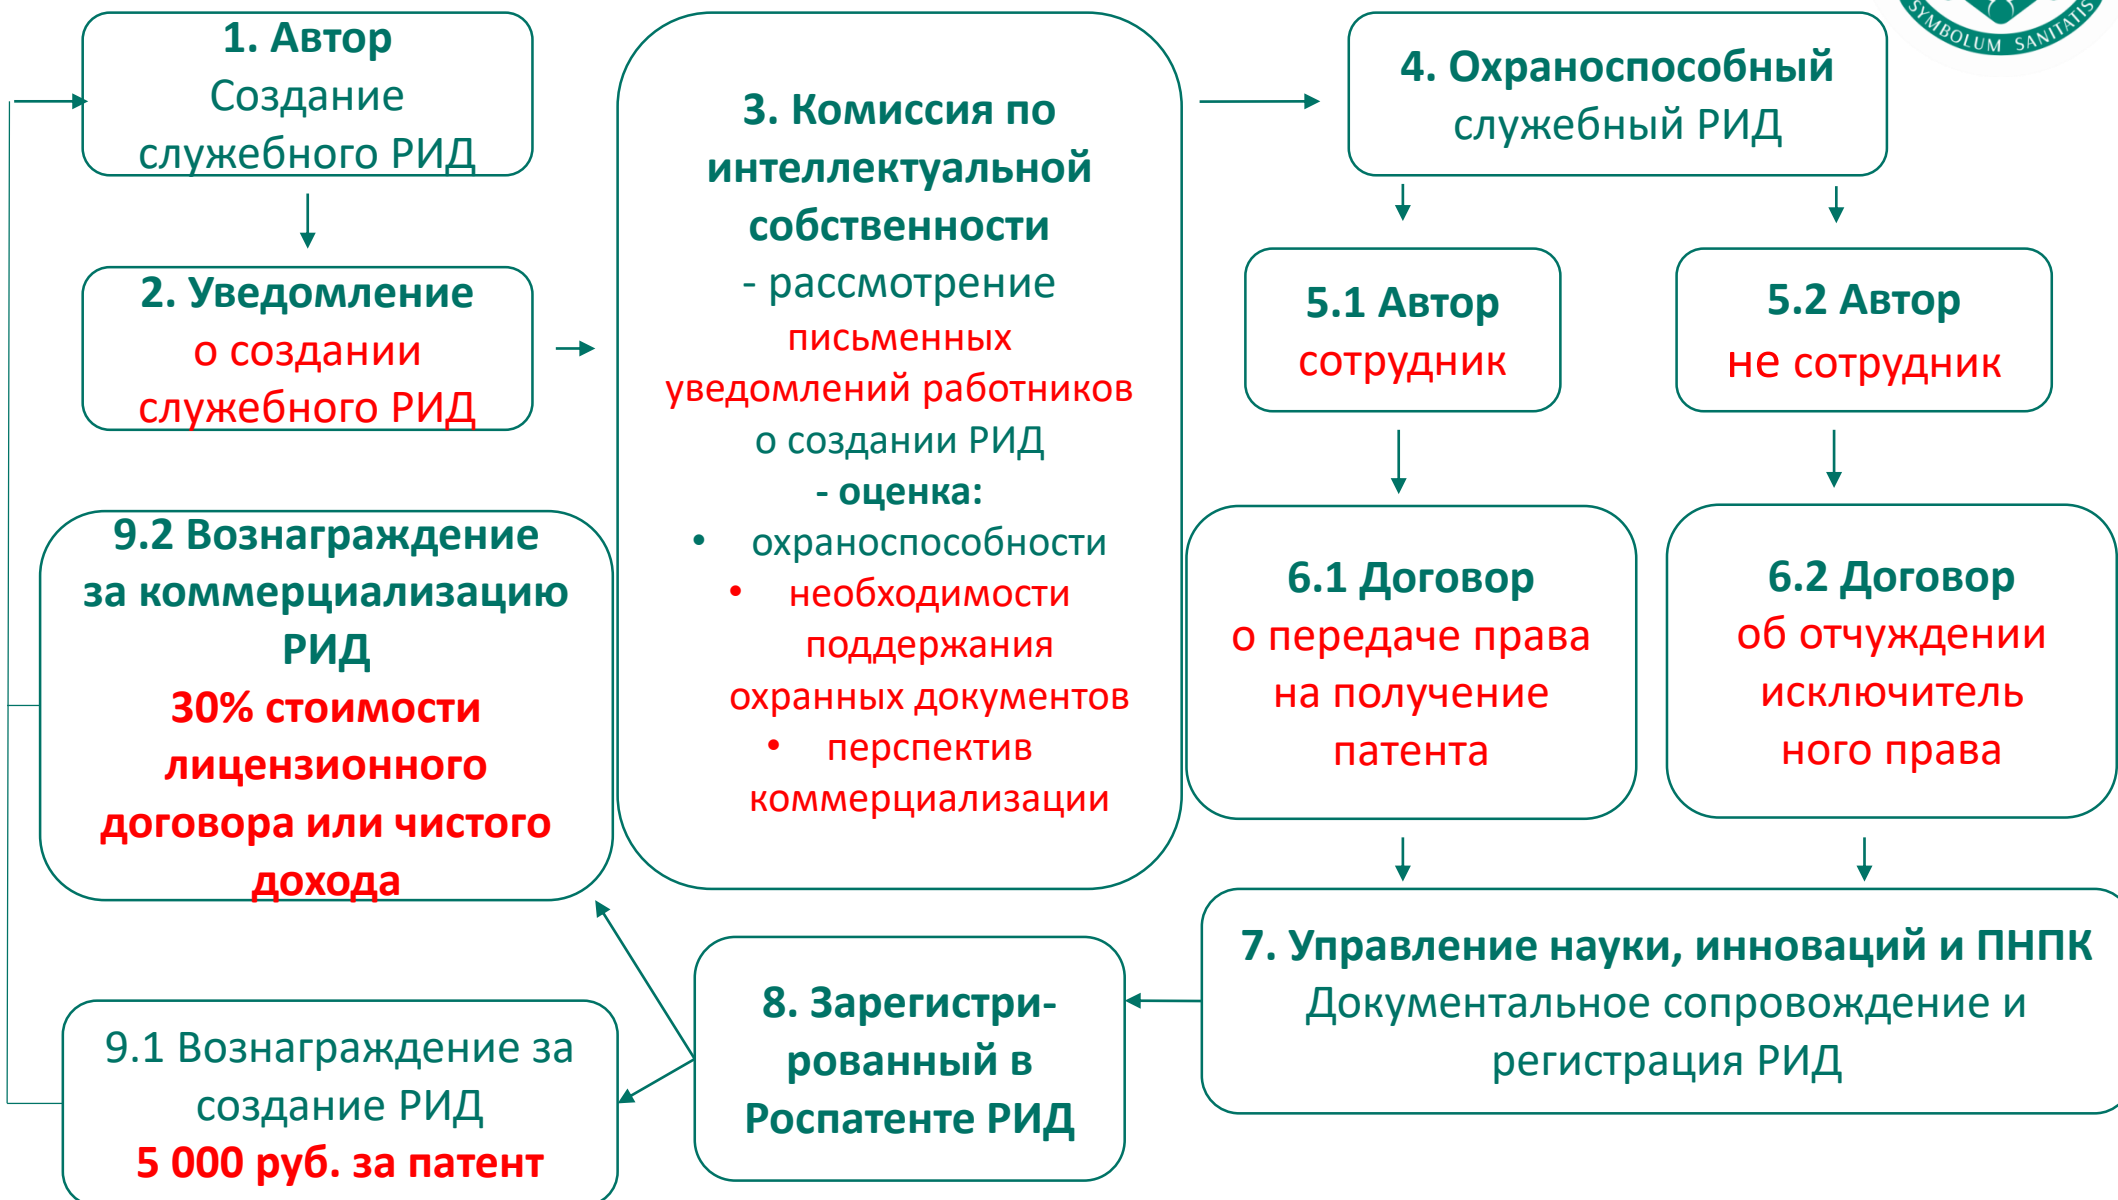 1. Автор
Создание
служебного РИД
2. Уведомление
о создании
служебного РИД
3. Комиссия по
интеллектуальной
собственности
- рассмотрение
письменных
уведомлений работников
о создании РИД
- оценка:
• охраноспособности
• необходимости
поддержания
охранных документов
• перспектив
коммерциализации
4. Охраноспособный
служебный РИД
SYMBOLUM SANITATIS
5.1 Автор
сотрудник
5.2 Автор
не сотрудник
6.1 Договор
о передаче права
на получение
патента
6.2 Договор
об отчуждении
исключитель
ного права
7. Управление науки, инноваций и ПНПК
Документальное сопровождение и
регистрация РИД
8. Зарегистри-
рованный в
Роспатенте РИД
9.2 Вознаграждение
за коммерциализацию
РИД
30% стоимости
лицензионного
договора или чистого
дохода
9.1 Вознаграждение за
создание РИД
5 000 руб. за патент